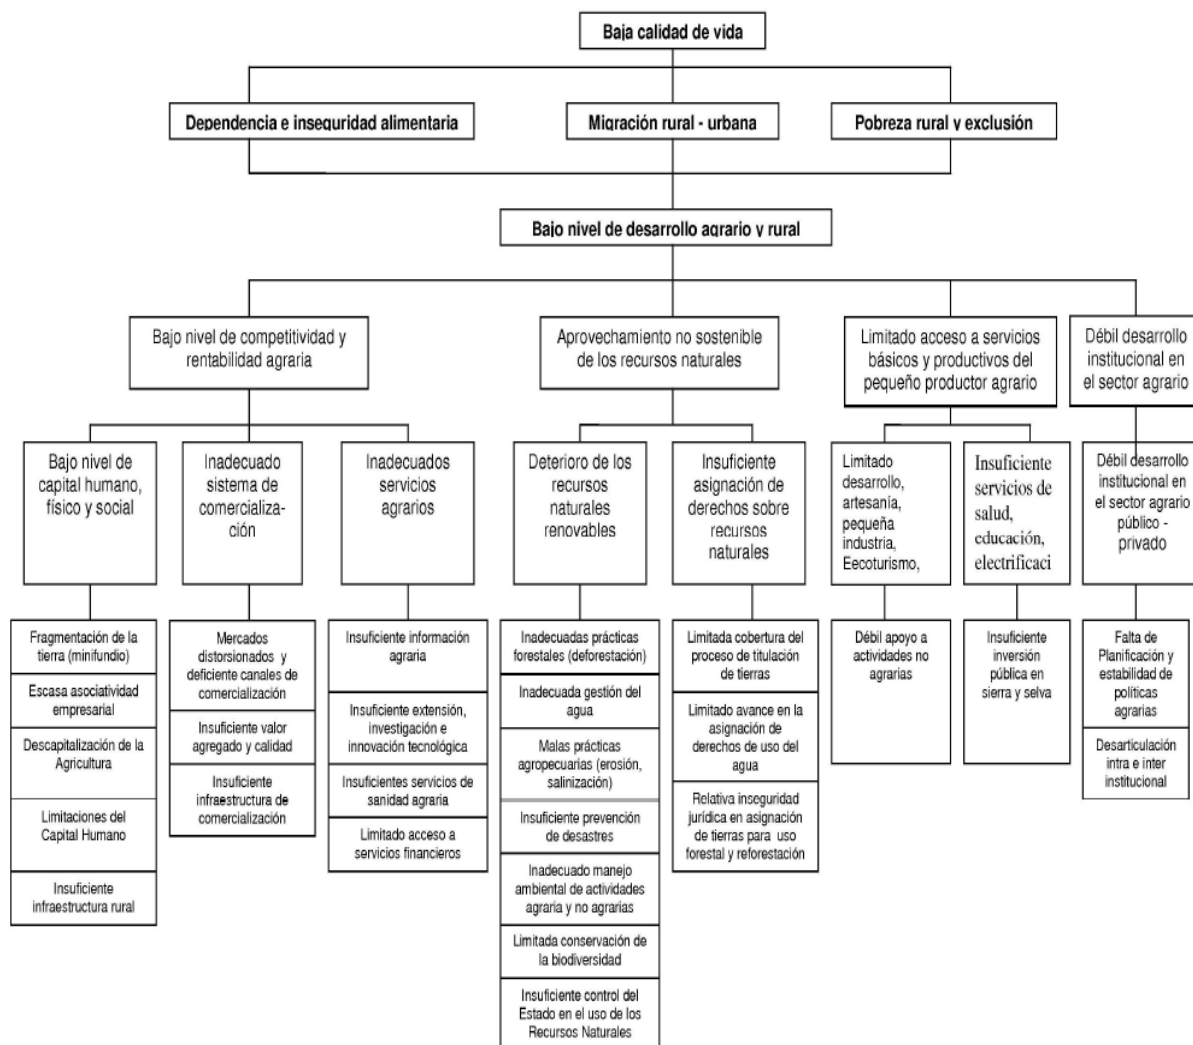 Baja calidad de vida
Dependencia e inseguridad alimentaria
Migración rural - urbana
Pobreza rural y exclusión
Bajo nivel de desarrollo agrario y rural
Bajo nivel de competitividad y
rentabilidad agraria
Aprovechamiento no sostenible
de los recursos naturales
Limitado acceso a servicios
básicos y productivos del
pequeño productor agrario
Débil desarrollo
institucional en
el sector agrario
Bajo nivel de
capital humano,
físico y social
Inadecuado
sistema de
comercializa-
ción
Inadecuados
servicios
agrarios
Deterioro de los
recursos
naturales
renovables
Insuficiente
asignación de
derechos sobre
recursos
naturales
Limitado
desarrollo,
artesanía,
pequeña
industria,
Eecoturismo,
Insuficiente
servicios de
salud,
educación,
electrificaci
Débil desarrollo
institucional en
el sector agrario
público -
privado
Fragmentación de la
tierra (minifundio)
Escasa asociatividad
empresarial
Descapitalización de la
Agricultura
Limitaciones del
Capital Humano
Insuficiente
infraestructura rural
Mercados
distorsionados y
deficiente canales de
comercialización
Insuficiente valor
agregado y calidad
Insuficiente
infraestructura de
comercialización
Insuficiente información
agraria
Insuficiente extensión,
investigación e
innovación tecnológica
Insuficientes servicios de
sanidad agraria
Limitado acceso a
servicios financieros
Inadecuadas prácticas
forestales (deforestación)
Inadecuada gestión del
agua
Malas prácticas
agropecuarias (erosión,
salinización)
Insuficiente prevención
de desastres
Inadecuado manejo
ambiental de actividades
agraria y no agrarias
Limitada conservación de
la biodiversidad
Insuficiente control del
Estado en el uso de los
Recursos Naturales
Limitada cobertura del
proceso de titulación
de tierras
Limitado avance en la
asignación de
derechos de uso del
agua
Relativa inseguridad
jurídica en asignación
de tierras para uso
forestal y reforestación
Débil apoyo a
actividades no
agrarias
Insuficiente
inversión
pública en
sierra y selva
Falta de
Planificación y
estabilidad de
políticas
agrarias
Desarticulación
intra e inter
institucional